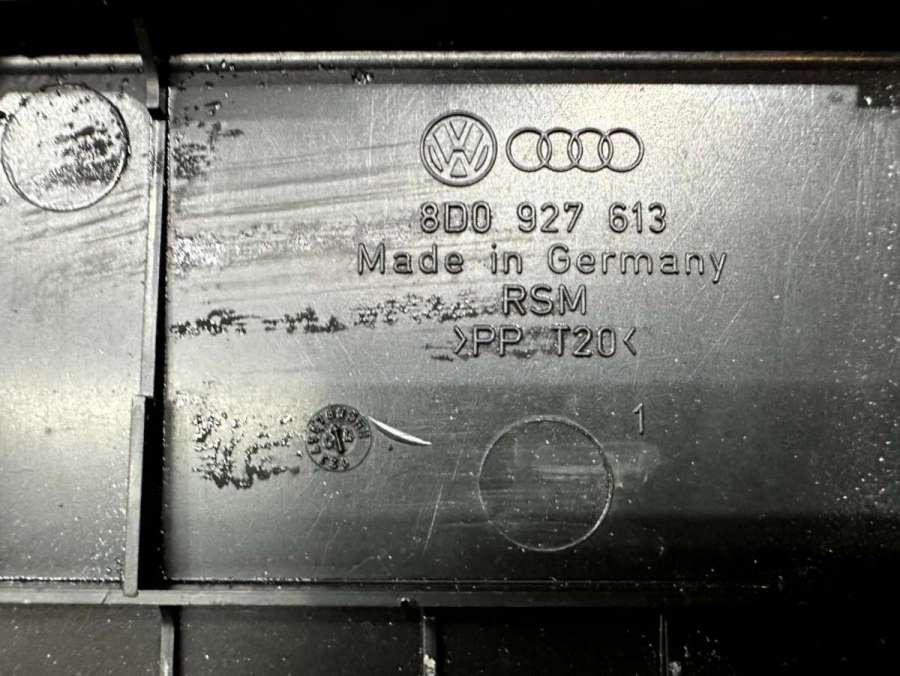 8D0 927 613
Made in Germany
RSM
>PP T20<
1